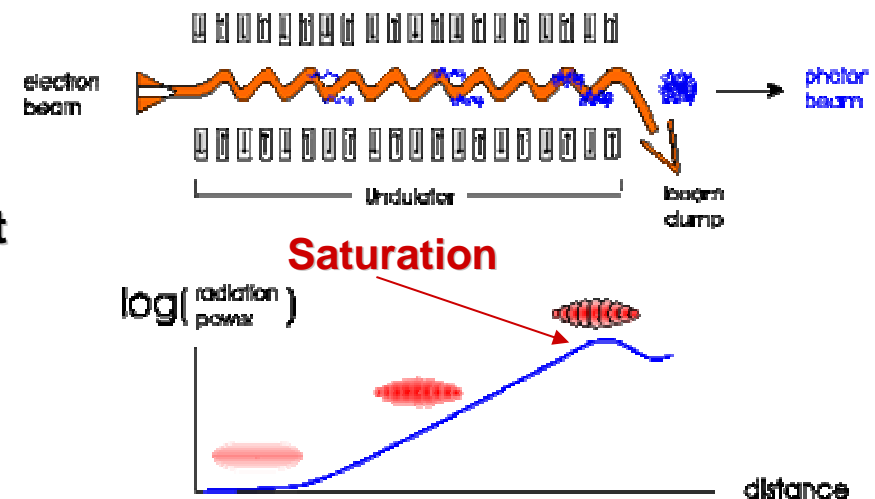 electron
beam
photon
beam
Undulator
beam
dump
t
Saturation
log( radiation
power )
distance